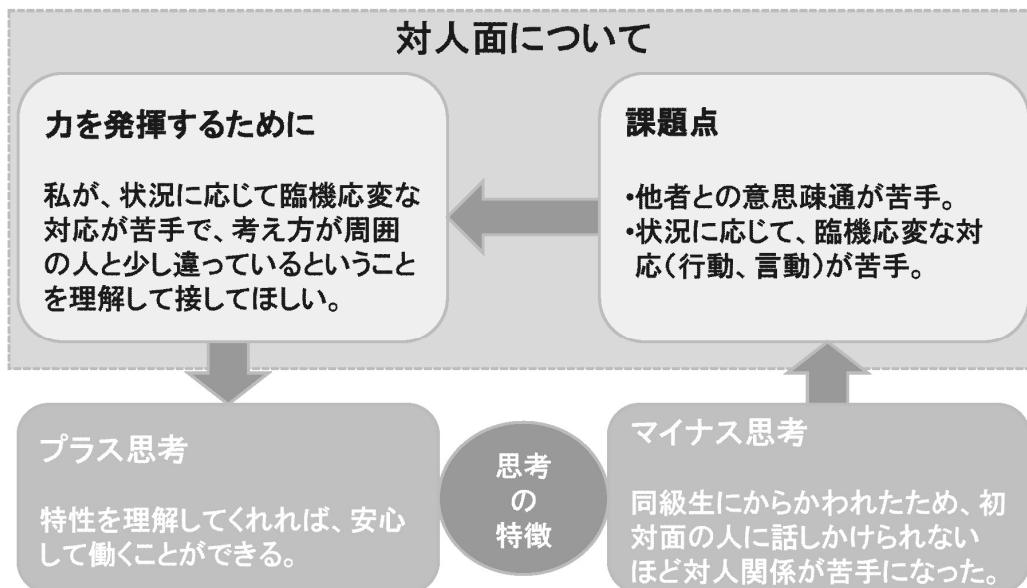 対人面について
力を発揮するために
私が、状況に応じて臨機応変な
対応が苦手で、考え方が周囲
の人と少し違っているということ
を理解して接してほしい。
課題点
・他者との意思疎通が苦手。
・状況に応じて、臨機応変な対
応（行動、言動）が苦手。
プラス思考
特性を理解してくれれば、安心
して働くことができる。
思考
の
特徴
マイナス思考
同級生にからかわれたため、初
対面の人に話しかけられない
ほど対人関係が苦手になった。